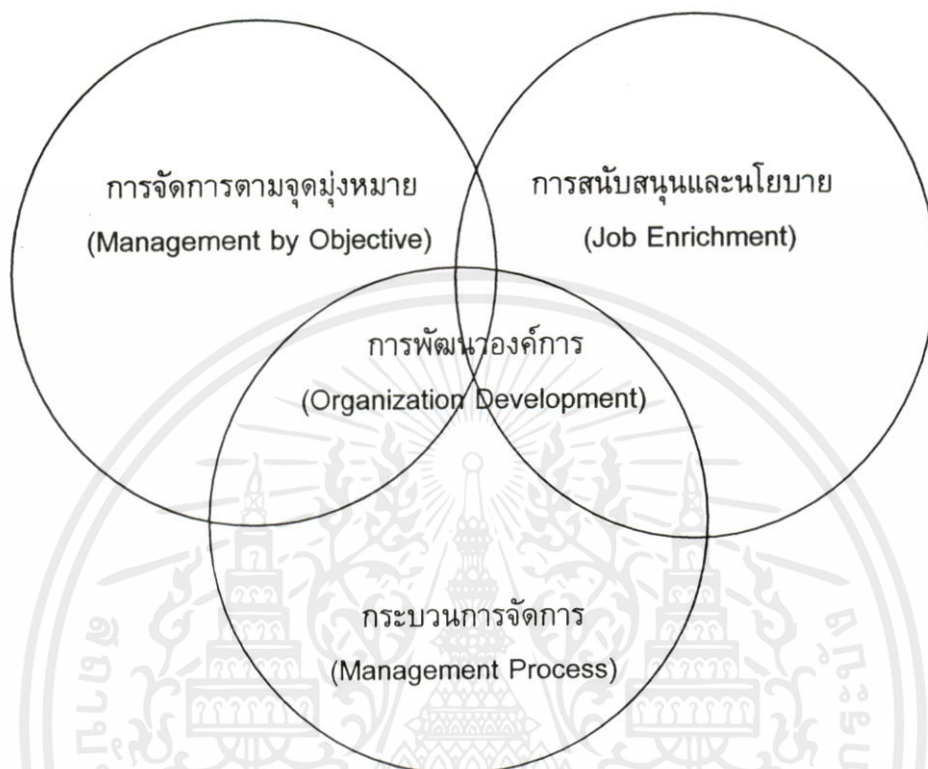 การจัดการตามจุดมุ่งหมาย
(Management by Objective)
การสนับสนุนและนโยบาย
(Job Enrichment)
การพัฒนาองค์การ
(Organization Development)
กระบวนการจัดการ
(Management Process)